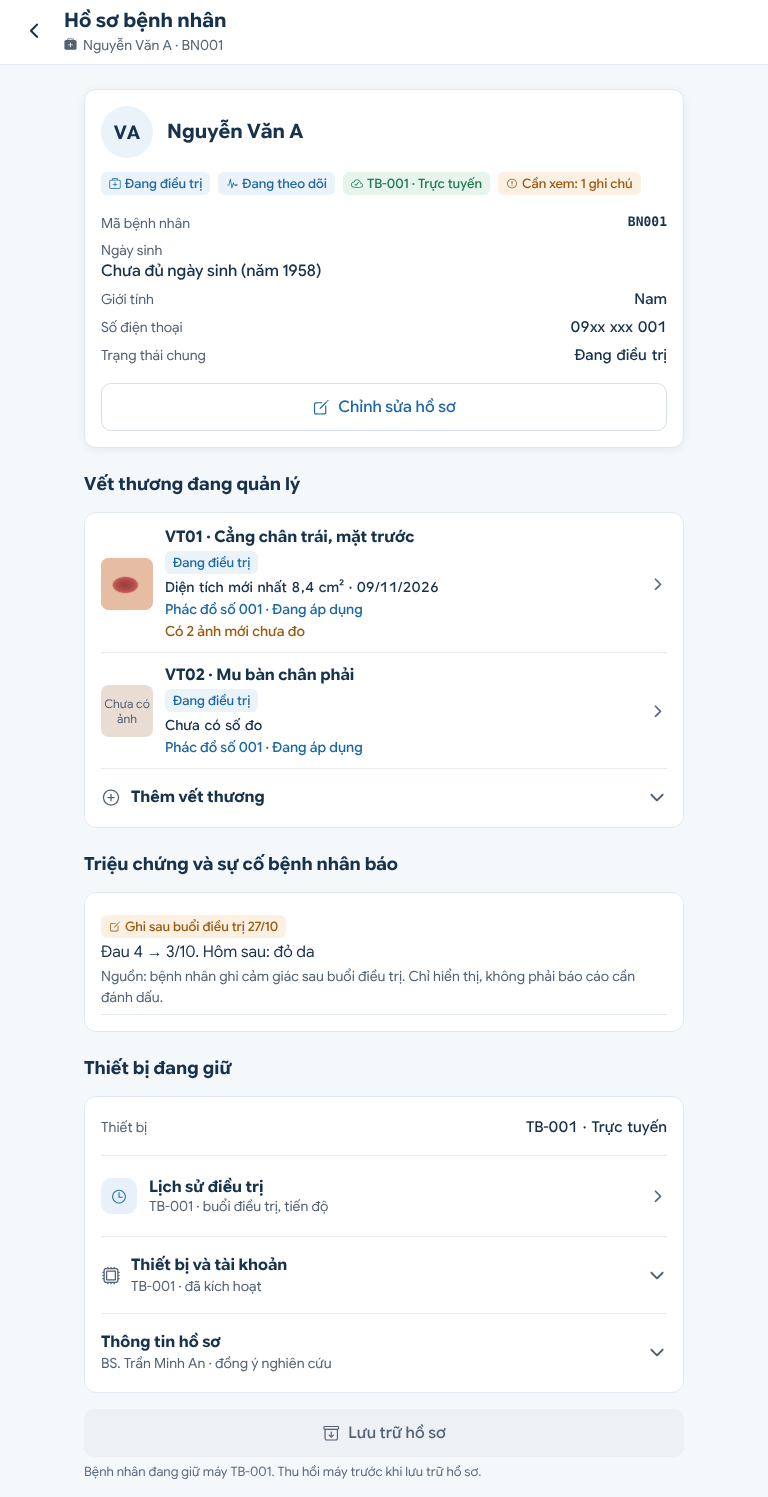 Hồ sơ bệnh nhân
Nguyễn Văn A · BN001
VA
Nguyễn Văn A
Đang điều trị
Đang theo dõi
TB-001 · Trực tuyến
Cần xem: 1 ghi chú
Mã bệnh nhân BN001
Ngày sinh
Chưa đủ ngày sinh (năm 1958)
Giới tính Nam
Số điện thoại 09xx xxx 001
Trạng thái chung Đang điều trị
Chỉnh sửa hồ sơ
Vết thương đang quản lý
VT01 · Cẳng chân trái, mặt trước
Đang điều trị
Diện tích mới nhất 8,4 cm² · 09/11/2026
Phác đồ số 001 · Đang áp dụng
Có 2 ảnh mới chưa đo
Chưa có
ảnh
VT02 · Mu bàn chân phải
Đang điều trị
Chưa có số đo
Phác đồ số 001 · Đang áp dụng
Thêm vết thương
Triệu chứng và sự cố bệnh nhân báo
Ghi sau buổi điều trị 27/10
Đau 4 → 3/10. Hôm sau: đỏ da
Nguồn: bệnh nhân ghi cảm giác sau buổi điều trị. Chỉ hiển thị, không phải báo cáo cần
đánh dấu.
Thiết bị đang giữ
Thiết bị TB-001 · Trực tuyến
Lịch sử điều trị
TB-001 · buổi điều trị, tiến độ
Thiết bị và tài khoản
TB-001 · đã kích hoạt
Thông tin hồ sơ
BS. Trần Minh An · đồng ý nghiên cứu
Lưu trữ hồ sơ
Bệnh nhân đang giữ máy TB-001. Thu hồi máy trước khi lưu trữ hồ sơ.